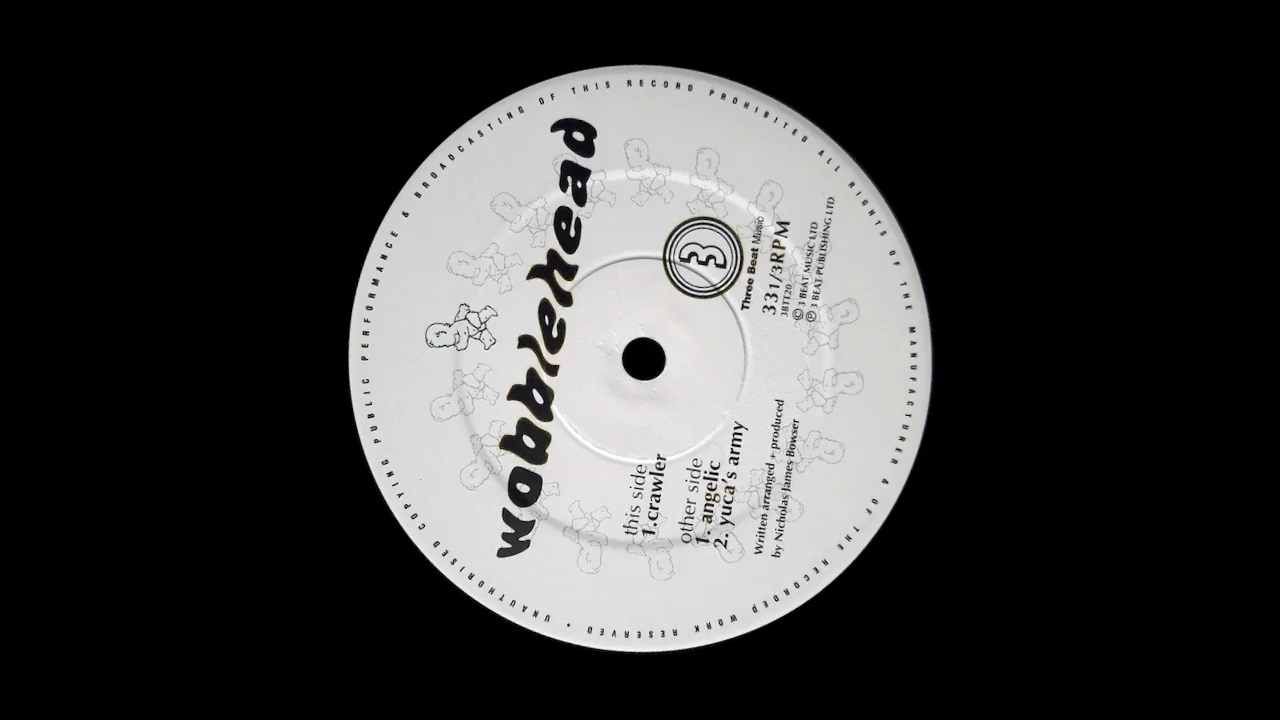 UNAUTHORISED COPYING PUBLIC PERFORMANCE & BROADCASTING OF THIS RECORD PROHIBITED ALL RIGHTS OF THE MANUFACTURER & OF THE RECORDED WORK RESERVED •
wobblehead
3
Three Beat Music
331/3RPM
3BTT20
© 3 BEAT MUSIC LTD
℗ 3 BEAT PUBLISHING LTD
this side
1.crawler
other side
1. angelic
2. yuca's army
Written arranged + produced
by Nicholas James Bowser